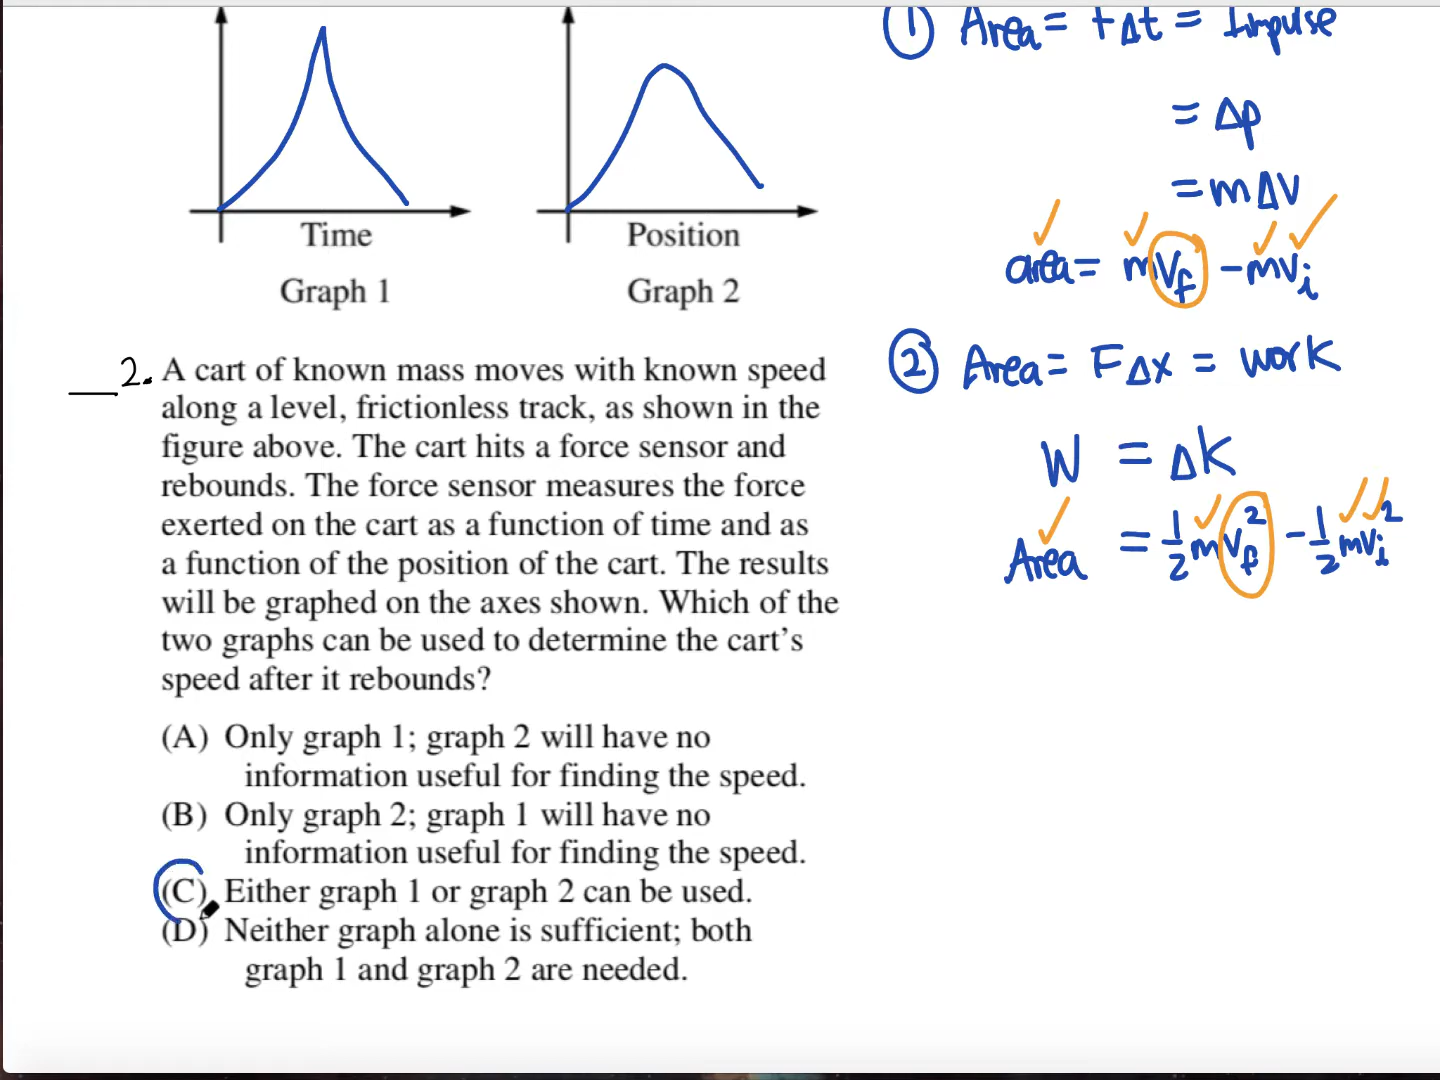 Time
Position
Graph 1
Graph 2
2. A cart of known mass moves with known speed
along a level, frictionless track, as shown in the
figure above. The cart hits a force sensor and
rebounds. The force sensor measures the force
exerted on the cart as a function of time and as
a function of the position of the cart. The results
will be graphed on the axes shown. Which of the
two graphs can be used to determine the cart’s
speed after it rebounds?
(A) Only graph 1; graph 2 will have no
information useful for finding the speed.
(B) Only graph 2; graph 1 will have no
information useful for finding the speed.
(C) Either graph 1 or graph 2 can be used.
(D) Neither graph alone is sufficient; both
graph 1 and graph 2 are needed.
① Area = FΔt = Impulse
= Δp
= mΔV
area = mVf - mVi
② Area = FΔx = work
W = ΔK
Area = 1/2 mVf² - 1/2 mVi²